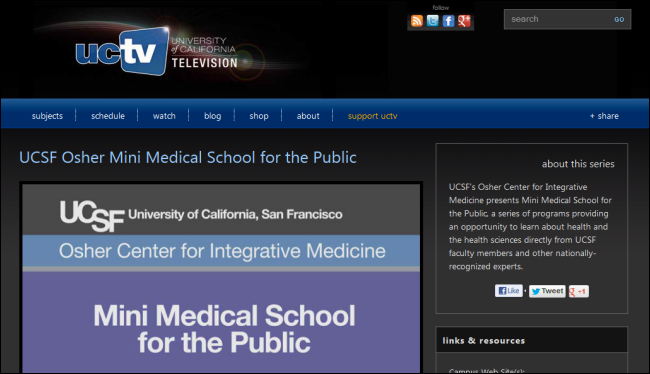 follow
search GO
uctv UNIVERSITY
of CALIFORNIA
TELEVISION
subjects schedule watch blog shop about support uctv + share
UCSF Osher Mini Medical School for the Public
UCSF University of California, San Francisco
Osher Center for Integrative Medicine
Mini Medical School
for the Public
about this series
UCSF's Osher Center for Integrative
Medicine presents Mini Medical School for
the Public, a series of programs providing
an opportunity to learn about health and
the health sciences directly from UCSF
faculty members and other nationally-
recognized experts.
Like Tweet +1
links & resources
Campus Web Site(s):